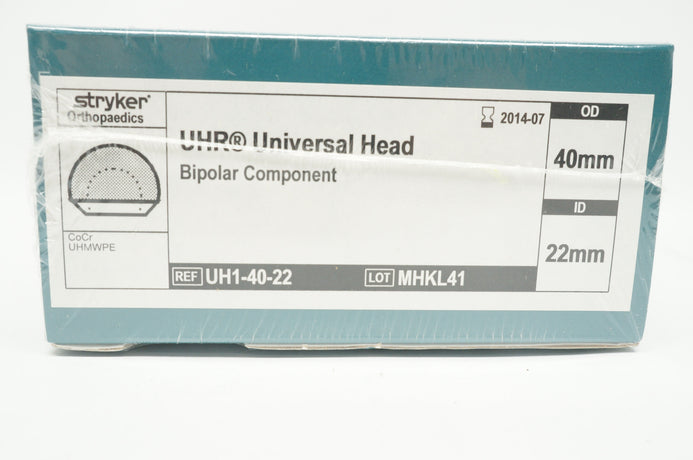 stryker®
Orthopaedics
UHR® Universal Head
Bipolar Component
2014-07
OD
40mm
ID
22mm
CoCr
UHMWPE
REF UH1-40-22
LOT MHKL41